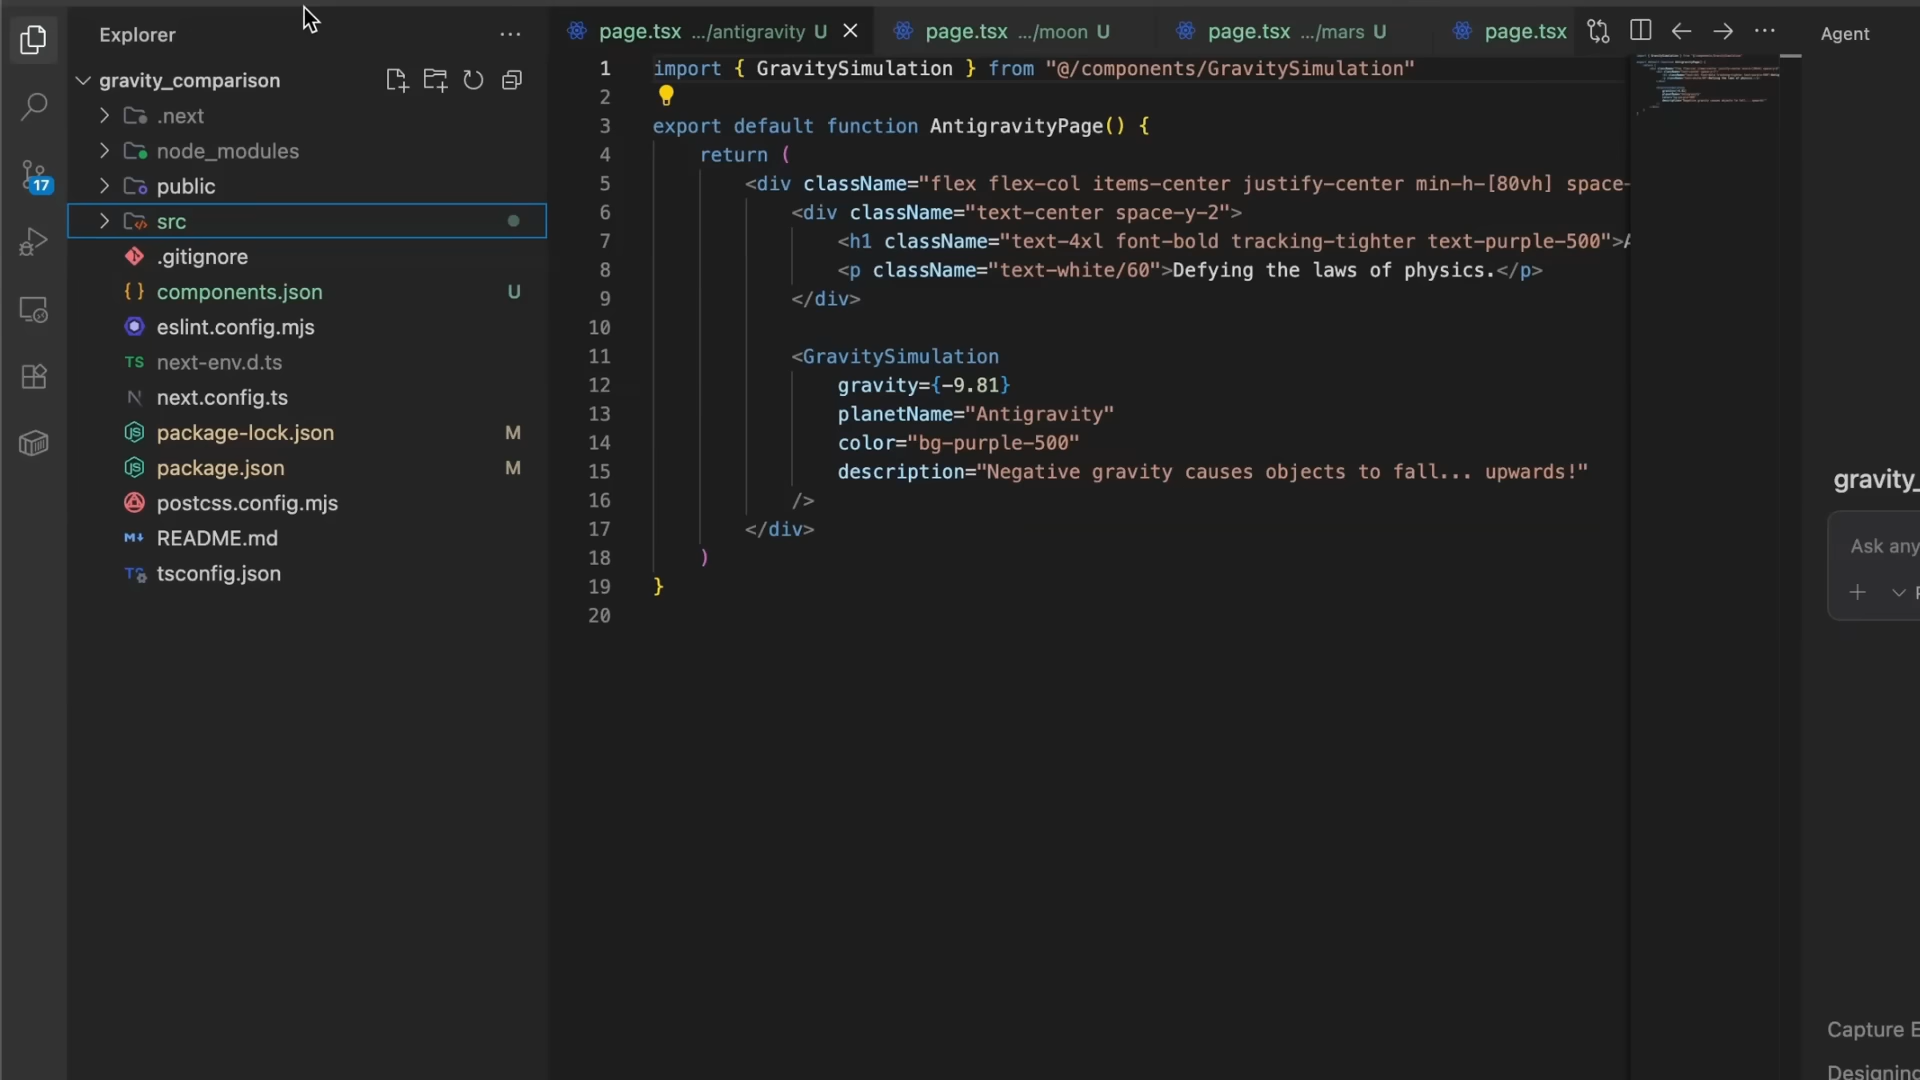 Explorer
gravity_comparison
.next
node_modules
public
src
.gitignore
components.json U
eslint.config.mjs
TS next-env.d.ts
next.config.ts
package-lock.json M
package.json M
postcss.config.mjs
README.md
tsconfig.json
17
page.tsx .../antigravity U
page.tsx .../moon U
page.tsx .../mars U
page.tsx
1 import { GravitySimulation } from "@/components/GravitySimulation"
2
3 export default function AntigravityPage() {
4 return (
5 <div className="flex flex-col items-center justify-center min-h-[80vh] space-
6 <div className="text-center space-y-2">
7 <h1 className="text-4xl font-bold tracking-tighter text-purple-500">
8 <p className="text-white/60">Defying the laws of physics.</p>
9 </div>
10
11 <GravitySimulation
12 gravity={-9.81}
13 planetName="Antigravity"
14 color="bg-purple-500"
15 description="Negative gravity causes objects to fall... upwards!"
16 />
17 </div>
18 )
19 }
20
Agent
gravity_
Ask any
Capture E
Designing